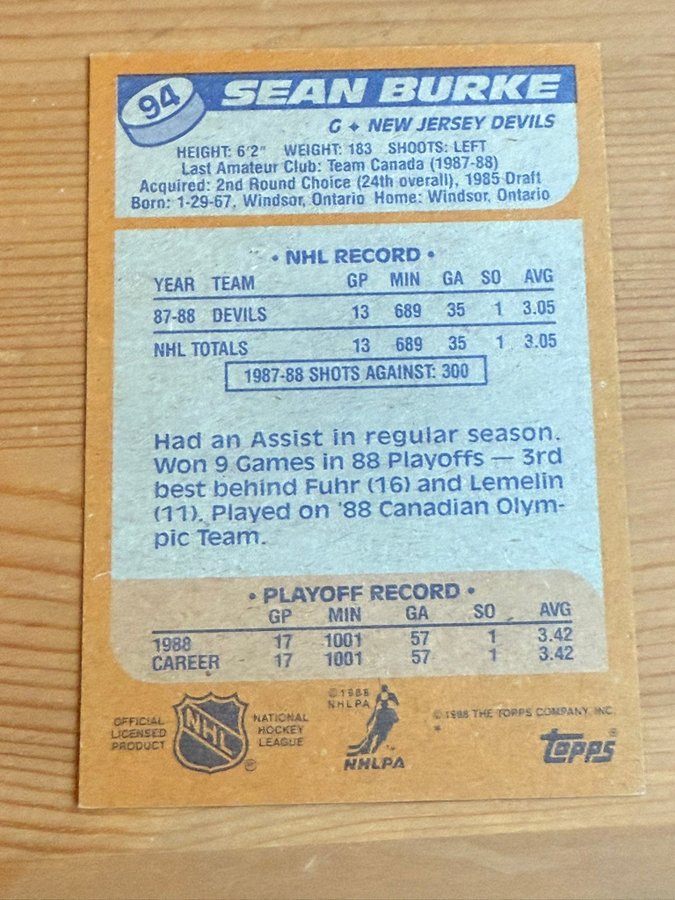 94
SEAN BURKE
G ✦ NEW JERSEY DEVILS
HEIGHT: 6'2" WEIGHT: 183 SHOOTS: LEFT
Last Amateur Club: Team Canada (1987-88)
Acquired: 2nd Round Choice (24th overall), 1985 Draft
Born: 1-29-67, Windsor, Ontario Home: Windsor, Ontario
• NHL RECORD •
YEAR TEAM GP MIN GA SO AVG
87-88 DEVILS 13 689 35 1 3.05
NHL TOTALS 13 689 35 1 3.05
1987-88 SHOTS AGAINST: 300
Had an Assist in regular season.
Won 9 Games in 88 Playoffs — 3rd
best behind Fuhr (16) and Lemelin
(11). Played on '88 Canadian Olym-
pic Team.
• PLAYOFF RECORD •
GP MIN GA SO AVG
1988 17 1001 57 1 3.42
CAREER 17 1001 57 1 3.42
OFFICIAL
LICENSED
PRODUCT
NHL
®
NATIONAL
HOCKEY
LEAGUE
© 1988
NHLPA
™
NHLPA
© 1988 THE TOPPS COMPANY, INC.
*
Topps®